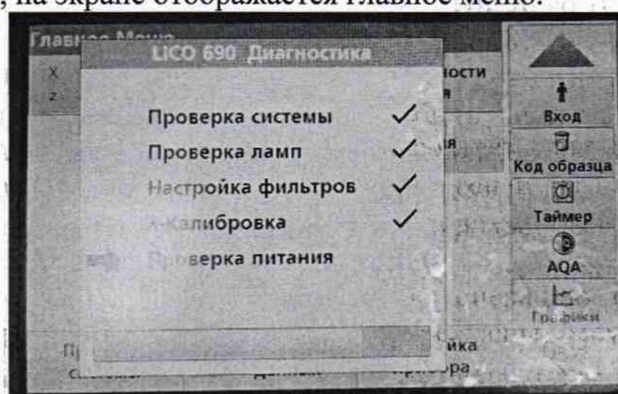 , на экране отображается главное меню.
Главное Меню
LICO 690 Диагностика
X
z
Проверка системы
Проверка ламп
Настройка фильтров
λ-Калибровка
Проверка питания
Вход
Код образца
Таймер
AQA
Графики